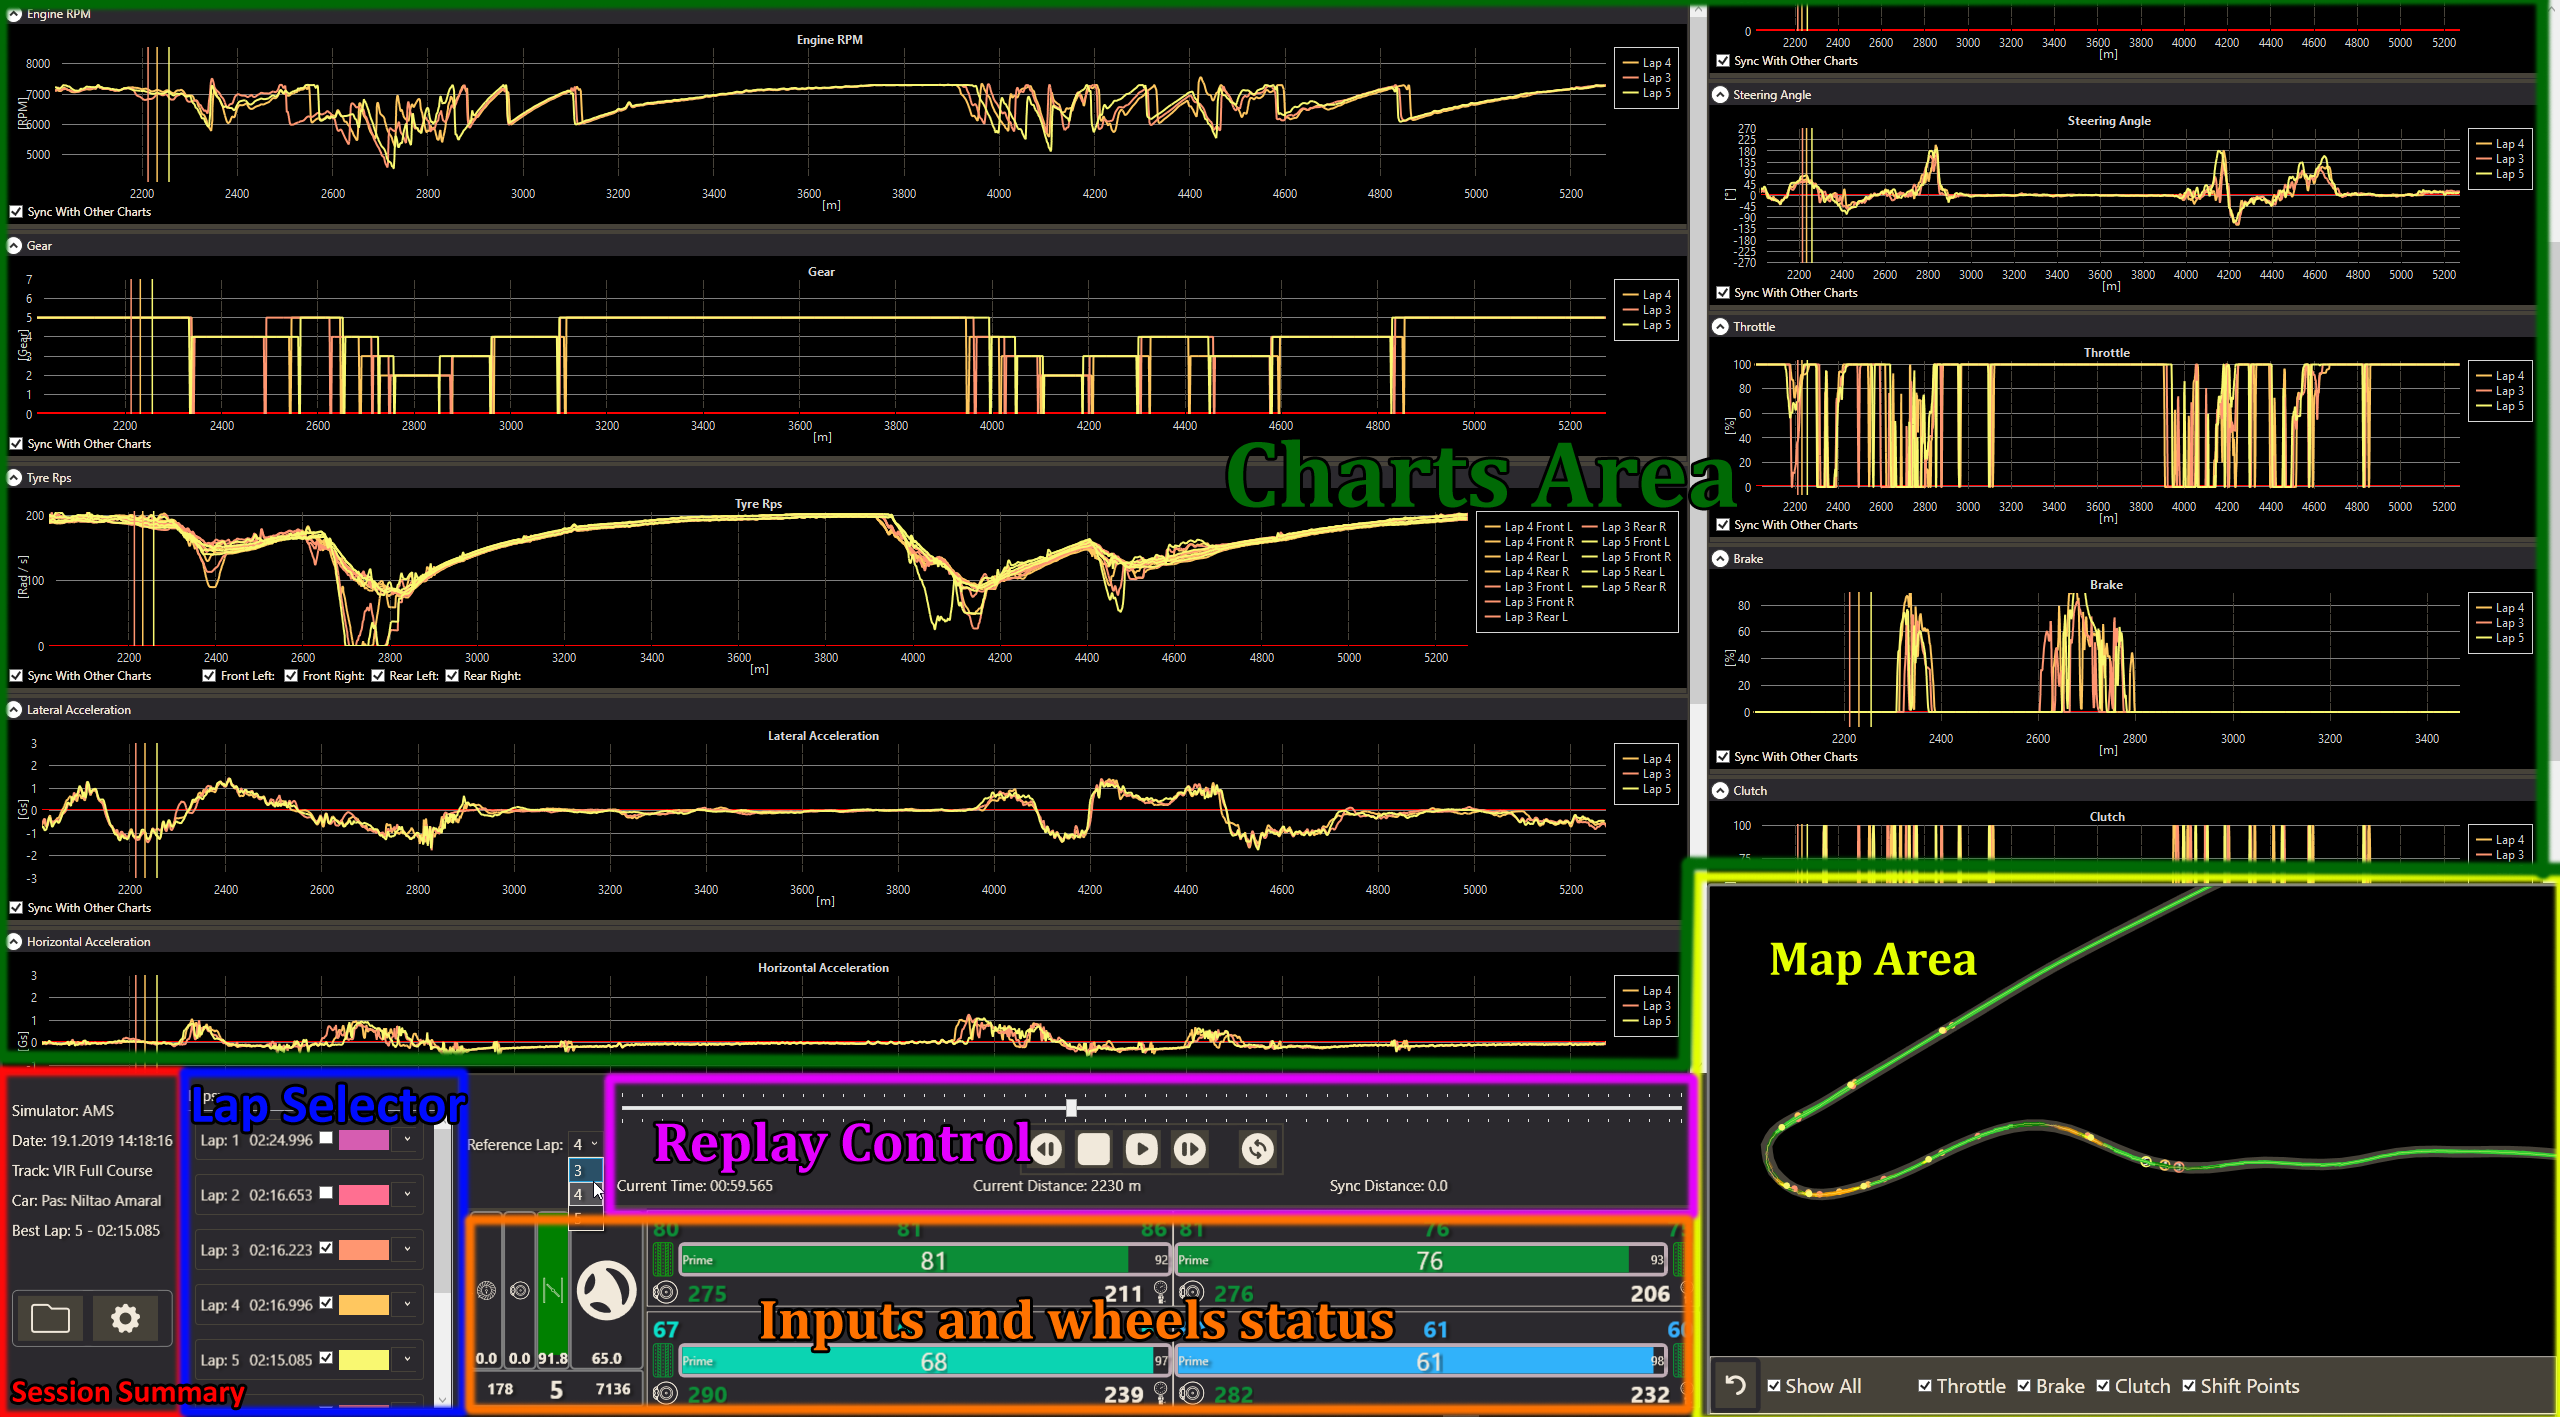 Engine RPM
Engine RPM
8000
7000
6000
5000
[RPM]
2200 2400 2600 2800 3000 3200 3400 3600 3800 4000 4200 4400 4600 4800 5000 5200
[m]
Lap 4
Lap 3
Lap 5
Sync With Other Charts
Gear
Gear
7
6
5
4
3
2
1
0
[Gear]
2200 2400 2600 2800 3000 3200 3400 3600 3800 4000 4200 4400 4600 4800 5000 5200
[m]
Lap 4
Lap 3
Lap 5
Sync With Other Charts
Charts Area
Tyre Rps
Tyre Rps
200
100
0
[Rad / s]
2200 2400 2600 2800 3000 3200 3400 3600 3800 4000 4200 4400 4600 4800 5000 5200
[m]
Lap 4 Front L Lap 3 Rear R
Lap 4 Front R Lap 5 Front L
Lap 4 Rear L Lap 5 Front R
Lap 4 Rear R Lap 5 Rear L
Lap 3 Front L Lap 5 Rear R
Lap 3 Front R
Lap 3 Rear L
Sync With Other Charts Front Left: Front Right: Rear Left: Rear Right:
Lateral Acceleration
Lateral Acceleration
3
2
1
0
-1
-2
-3
[Gs]
2200 2400 2600 2800 3000 3200 3400 3600 3800 4000 4200 4400 4600 4800 5000 5200
[m]
Lap 4
Lap 3
Lap 5
Sync With Other Charts
Horizontal Acceleration
Horizontal Acceleration
3
2
1
0
[Gs]
Lap 4
Lap 3
Lap 5
0
2200 2400 2600 2800 3000 3200 3400 3600 3800 4000 4200 4400 4600 4800 5000 5200
[m]
Sync With Other Charts
Steering Angle
Steering Angle
270
225
180
135
90
45
0
-45
-90
-135
-180
-225
-270
[°]
2200 2400 2600 2800 3000 3200 3400 3600 3800 4000 4200 4400 4600 4800 5000 5200
[m]
Lap 4
Lap 3
Lap 5
Sync With Other Charts
Throttle
Throttle
100
80
60
40
20
0
[%]
2200 2400 2600 2800 3000 3200 3400 3600 3800 4000 4200 4400 4600 4800 5000 5200
[m]
Lap 4
Lap 3
Lap 5
Sync With Other Charts
Brake
Brake
80
60
40
20
0
[%]
2200 2400 2600 2800 3000 3200 3400
[m]
Lap 4
Lap 3
Lap 5
Sync With Other Charts
Clutch
Clutch
100
75
Lap 4
Lap 3
Simulator: AMS
Date: 19.1.2019 14:18:16
Track: VIR Full Course
Car: Pas: Niltao Amaral
Best Lap: 5 - 02:15.085
Session Summary
Lap Selector
Lap: 1 02:24.996
Lap: 2 02:16.653
Lap: 3 02:16.223
Lap: 4 02:16.996
Lap: 5 02:15.085
Reference Lap: 4
3
4
Replay Control
Current Time: 00:59.565 Current Distance: 2230 m Sync Distance: 0.0
0.0 0.0 91.8 65.0
178 5 7136
80 81 86 81 76
Prime 81 92 Prime 76 93
275 211 276 206
Inputs and wheels status
67 61
Prime 68 97 Prime 61 98
290 239 282 232
Map Area
Show All Throttle Brake Clutch Shift Points